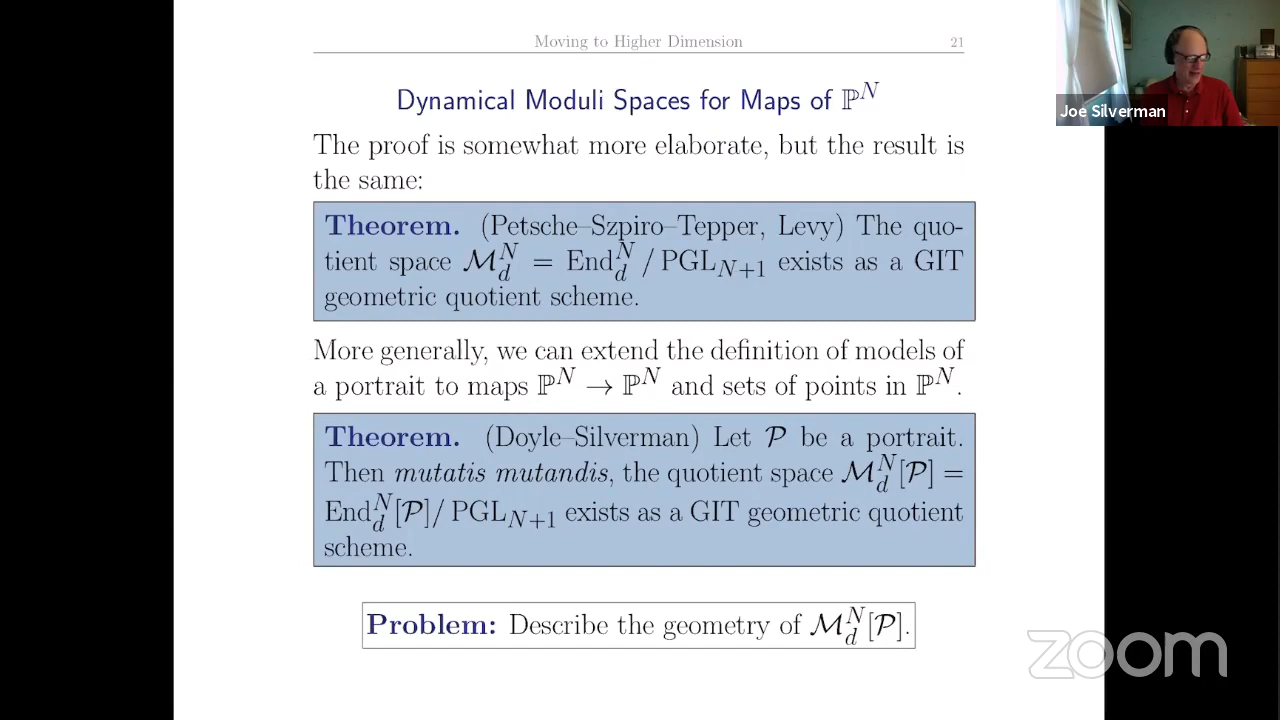 Moving to Higher Dimension 21
Joe Silverman
Dynamical Moduli Spaces for Maps of ℙ^N
The proof is somewhat more elaborate, but the result is
the same:
Theorem. (Petsche–Szpiro–Tepper, Levy) The quo-
tient space ℳ_d^N = End_d^N / PGL_{N+1} exists as a GIT
geometric quotient scheme.
More generally, we can extend the definition of models of
a portrait to maps ℙ^N → ℙ^N and sets of points in ℙ^N.
Theorem. (Doyle–Silverman) Let 𝒫 be a portrait.
Then mutatis mutandis, the quotient space ℳ_d^N[𝒫] =
End_d^N[𝒫]/ PGL_{N+1} exists as a GIT geometric quotient
scheme.
Problem: Describe the geometry of ℳ_d^N[𝒫].
zoom